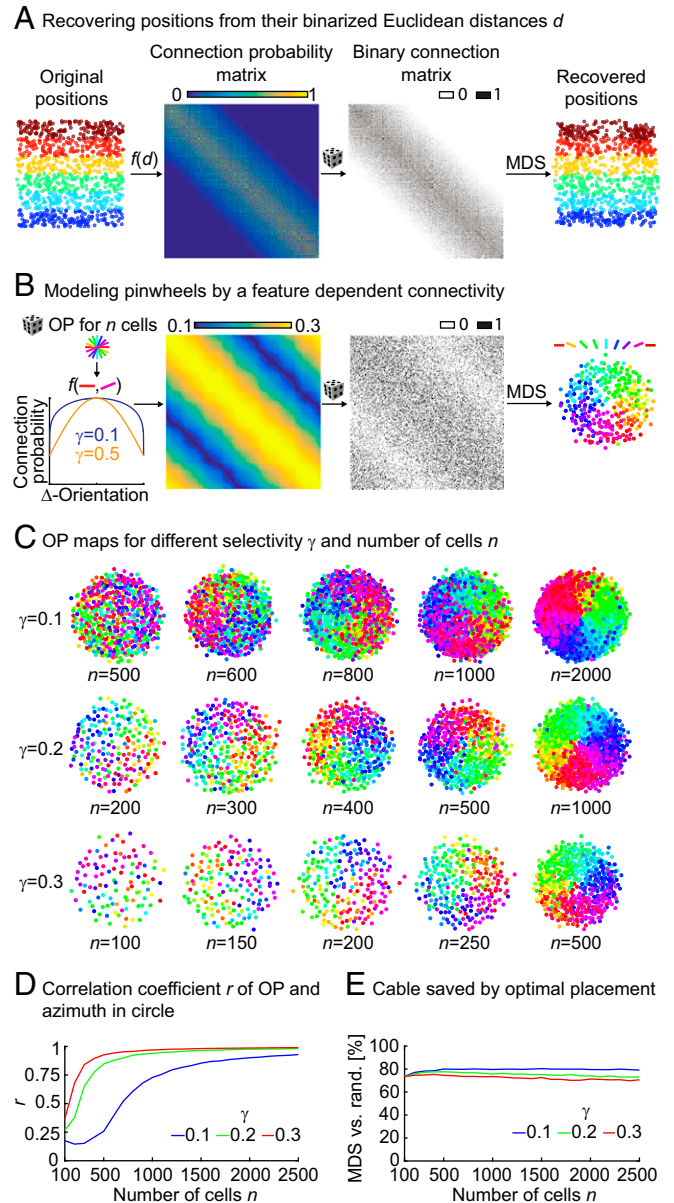 A Recovering positions from their binarized Euclidean distances d
Original positions
Connection probability matrix
0 1
Binary connection matrix
0 1
Recovered positions
f(d)
MDS
B Modeling pinwheels by a feature dependent connectivity
OP for n cells
0.1 0.3
0 1
f( , )
Connection probability
γ=0.1
γ=0.5
Δ-Orientation
MDS
C OP maps for different selectivity γ and number of cells n
γ=0.1
n=500 n=600 n=800 n=1000 n=2000
γ=0.2
n=200 n=300 n=400 n=500 n=1000
γ=0.3
n=100 n=150 n=200 n=250 n=500
D Correlation coefficient r of OP and azimuth in circle
1
0.75
r
0.5
0.25
γ
0.1 0.2 0.3
100 500 1000 1500 2000 2500
Number of cells n
E Cable saved by optimal placement
MDS vs. rand. [%]
100
80
60
40
20
0
γ
0.1 0.2 0.3
100 500 1000 1500 2000 2500
Number of cells n